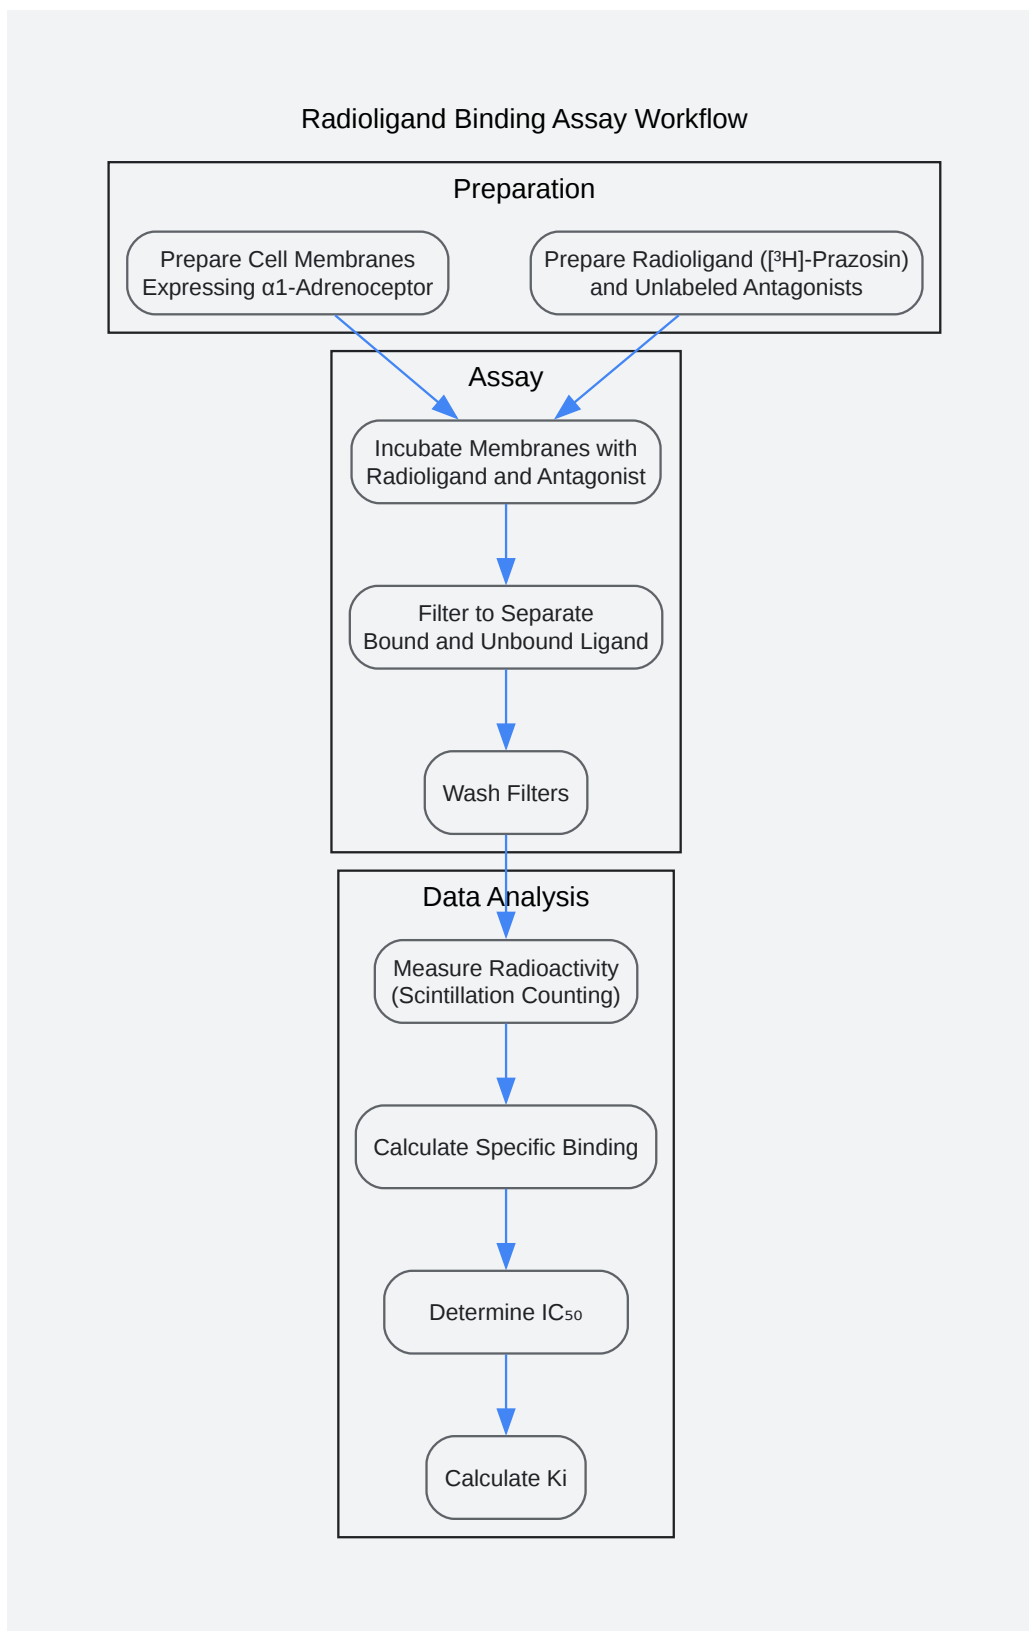 Radioligand Binding Assay Workflow
Preparation
Prepare Cell Membranes
Expressing α1-Adrenoceptor
Prepare Radioligand ([³H]-Prazosin)
and Unlabeled Antagonists
Assay
Incubate Membranes with
Radioligand and Antagonist
Filter to Separate
Bound and Unbound Ligand
Wash Filters
Data Analysis
Measure Radioactivity
(Scintillation Counting)
Calculate Specific Binding
Determine IC₅₀
Calculate Ki